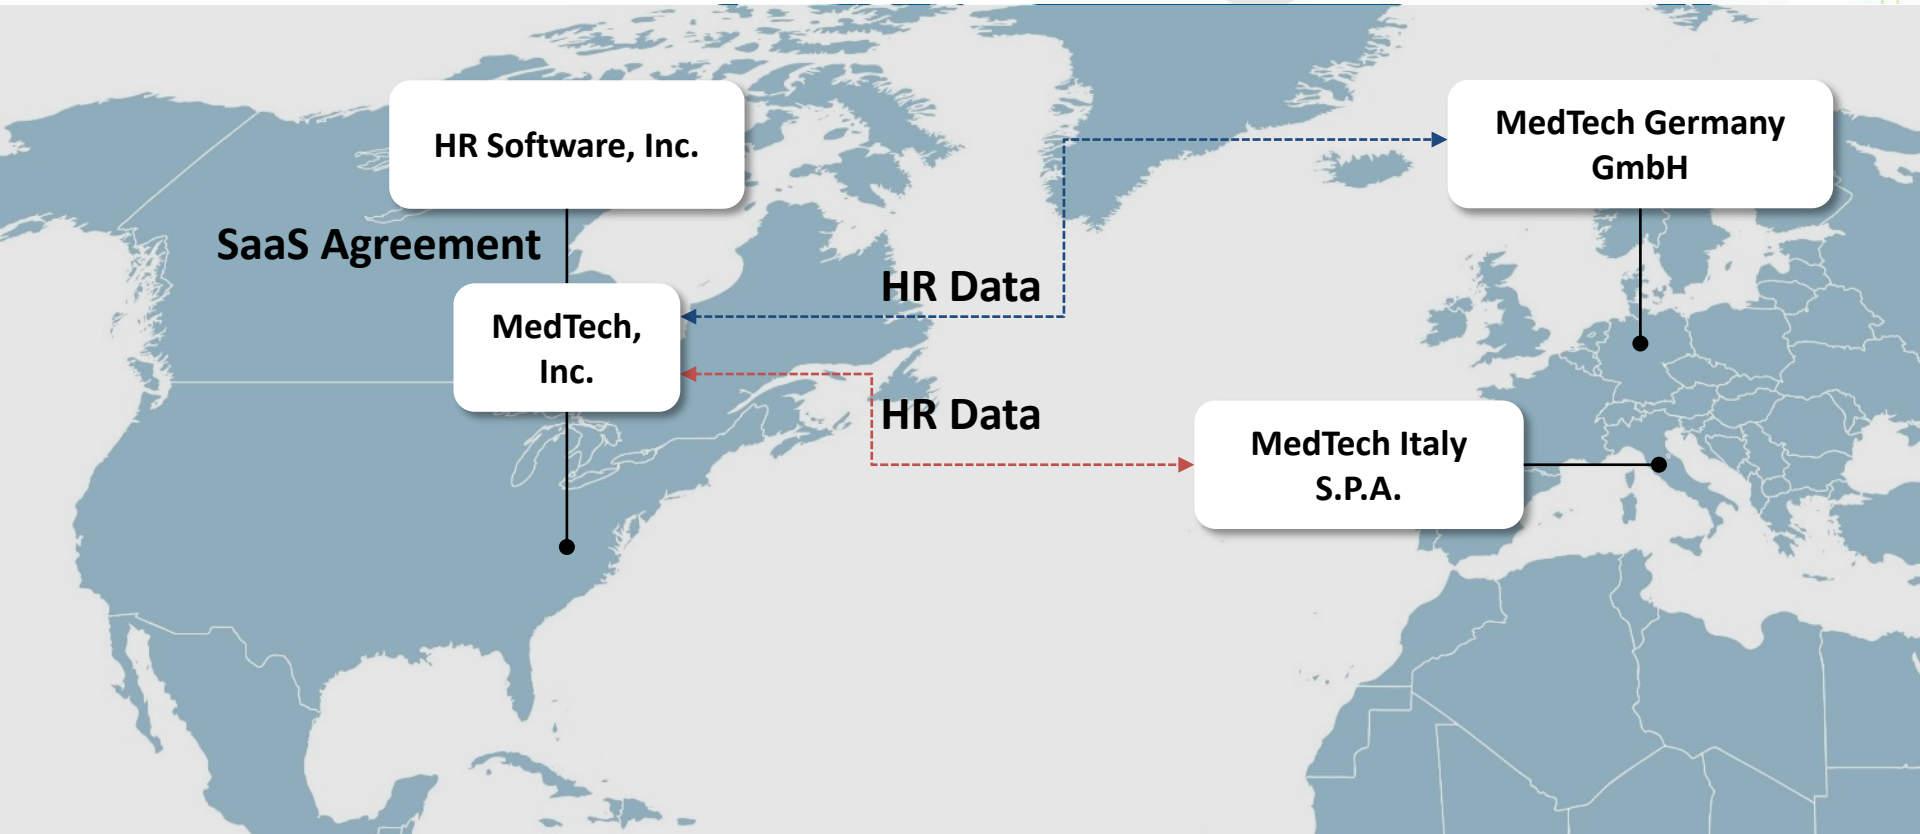 HR Software, Inc.
MedTech Germany
GmbH
SaaS Agreement
HR Data
MedTech,
Inc.
HR Data
MedTech Italy
S.P.A.